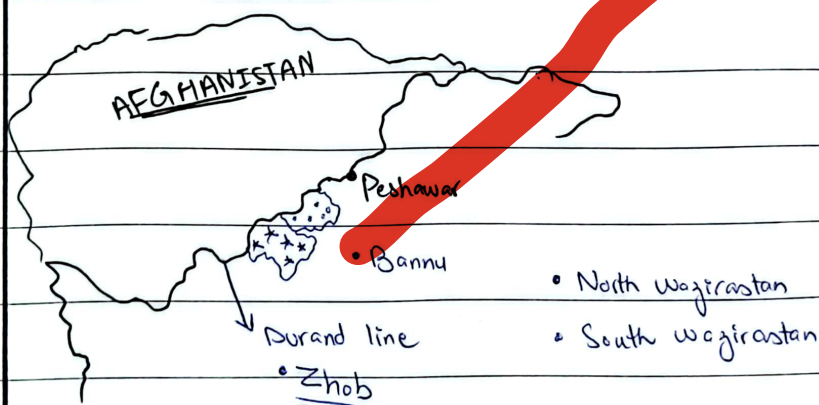 AFGHANISTAN
Peshawar
• Bannu
• North wazirastan
Durand line
• South wazirastan
• Zhob